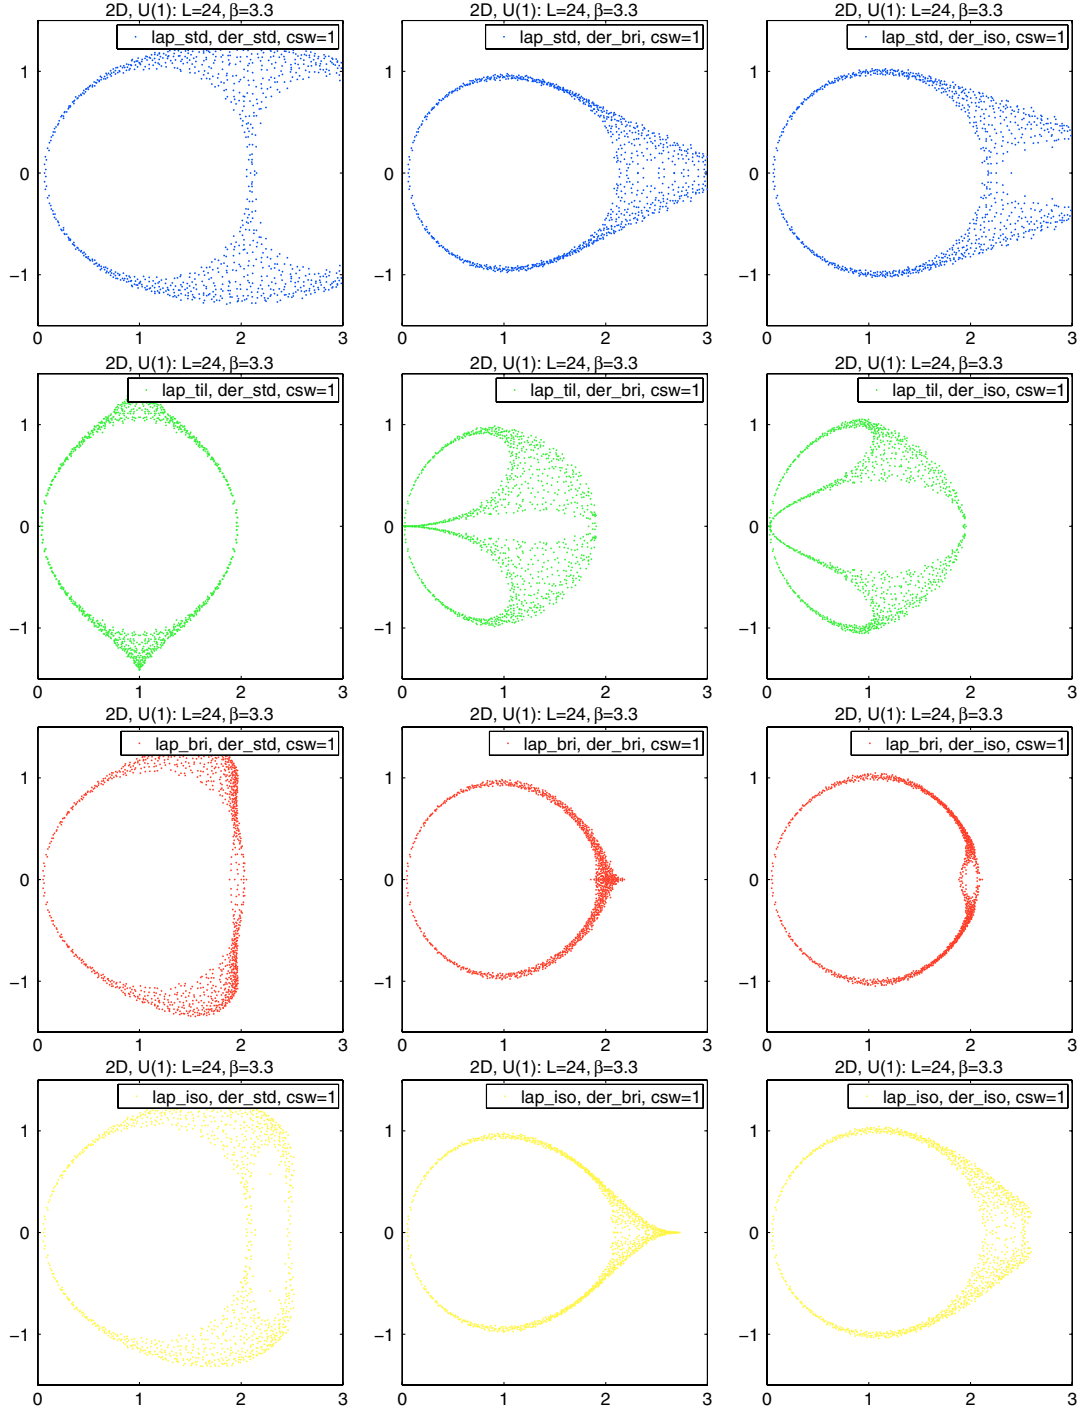 2D, U(1): L=24, β=3.3 2D, U(1): L=24, β=3.3 2D, U(1): L=24, β=3.3
lap_std, der_std, csw=1 lap_std, der_bri, csw=1 lap_std, der_iso, csw=1
1 1 1
0 0 0
−1 −1 −1
0 1 2 3 0 1 2 3 0 1 2 3
2D, U(1): L=24, β=3.3 2D, U(1): L=24, β=3.3 2D, U(1): L=24, β=3.3
lap_til, der_std, csw=1 lap_til, der_bri, csw=1 lap_til, der_iso, csw=1
1 1 1
0 0 0
−1 −1 −1
0 1 2 3 0 1 2 3 0 1 2 3
2D, U(1): L=24, β=3.3 2D, U(1): L=24, β=3.3 2D, U(1): L=24, β=3.3
lap_bri, der_std, csw=1 lap_bri, der_bri, csw=1 lap_bri, der_iso, csw=1
1 1 1
0 0 0
−1 −1 −1
0 1 2 3 0 1 2 3 0 1 2 3
2D, U(1): L=24, β=3.3 2D, U(1): L=24, β=3.3 2D, U(1): L=24, β=3.3
lap_iso, der_std, csw=1 lap_iso, der_bri, csw=1 lap_iso, der_iso, csw=1
1 1 1
0 0 0
−1 −1 −1
0 1 2 3 0 1 2 3 0 1 2 3